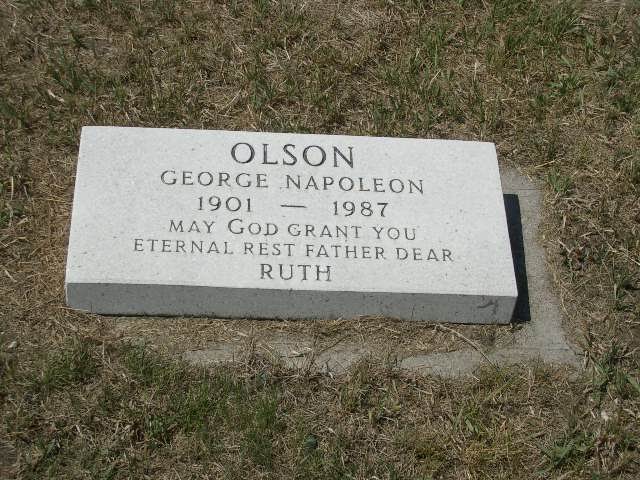 OLSON
GEORGE NAPOLEON
1901 — 1987
MAY GOD GRANT YOU
ETERNAL REST FATHER DEAR
RUTH